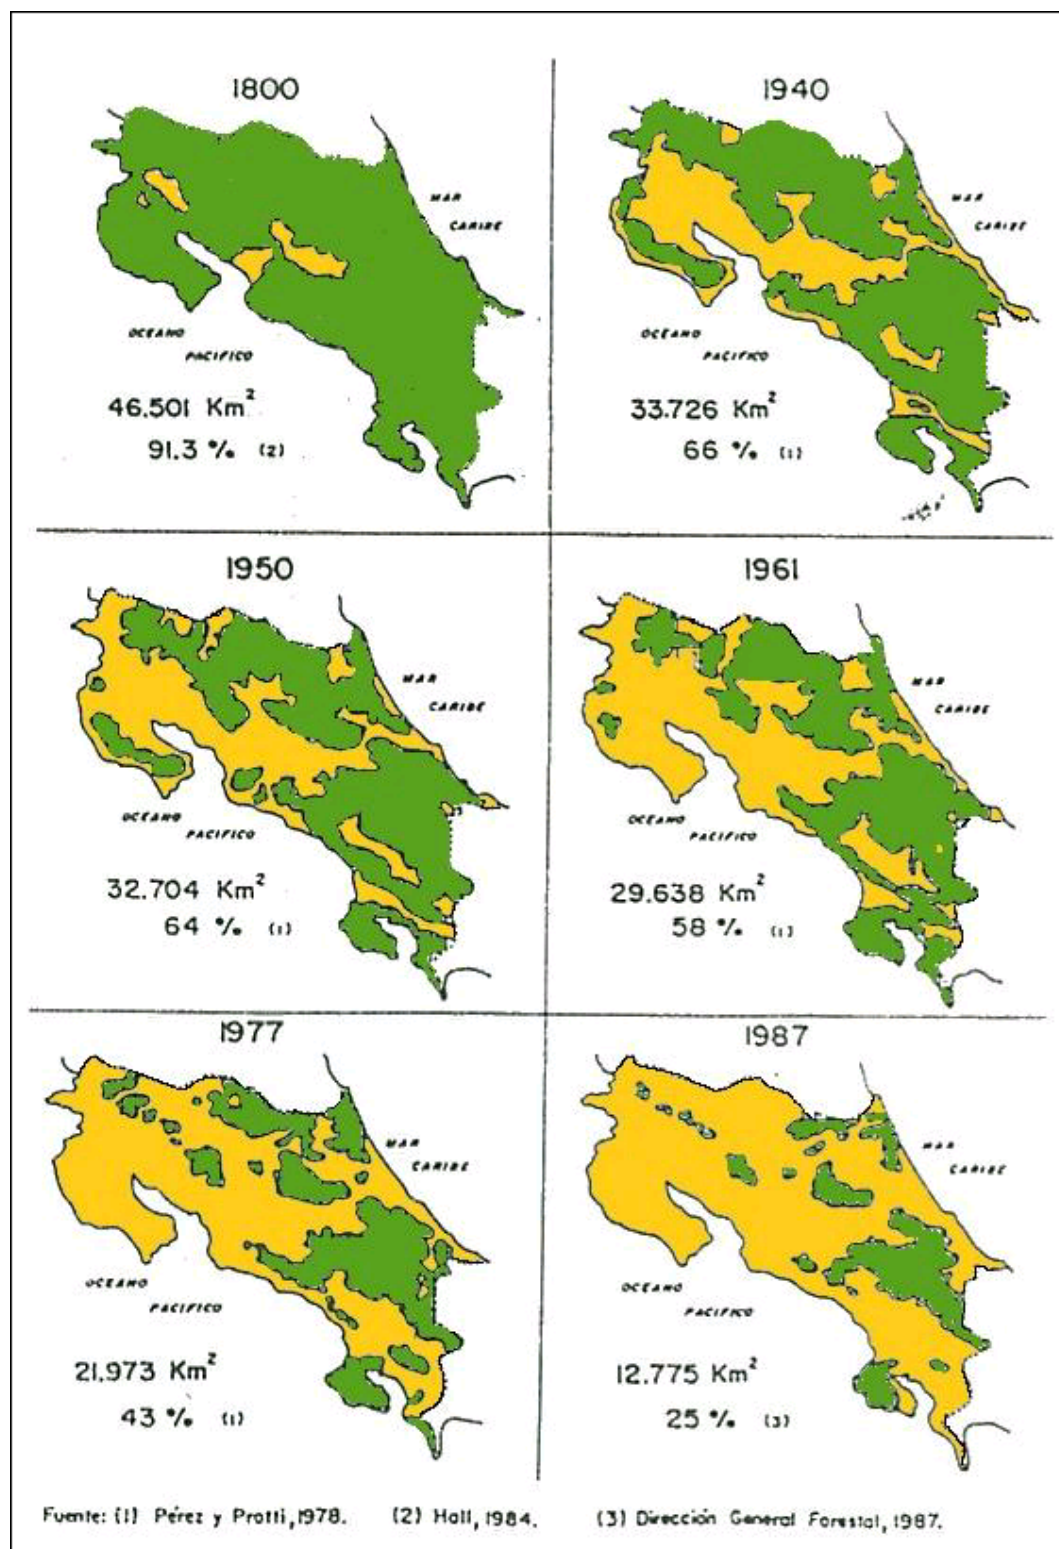 1800
MAR
CARIBE
OCEANO
PACIFICO
46.501 Km²
91.3 % (2)
1940
MAR
CARIBE
OCEANO
PACIFICO
33.726 Km²
66 % (1)
1950
MAR
CARIBE
OCEANO
PACIFICO
32.704 Km²
64 % (1)
1961
MAR
CARIBE
OCEANO
PACIFICO
29.638 Km²
58 % (1)
1977
MAR
CARIBE
OCEANO
PACIFICO
21.973 Km²
43 % (1)
1987
MAR
CARIBE
OCEANO
PACIFICO
12.775 Km²
25 % (3)
Fuente: (1) Pérez y Protti, 1978. (2) Hall, 1984. (3) Dirección General Forestal, 1987.